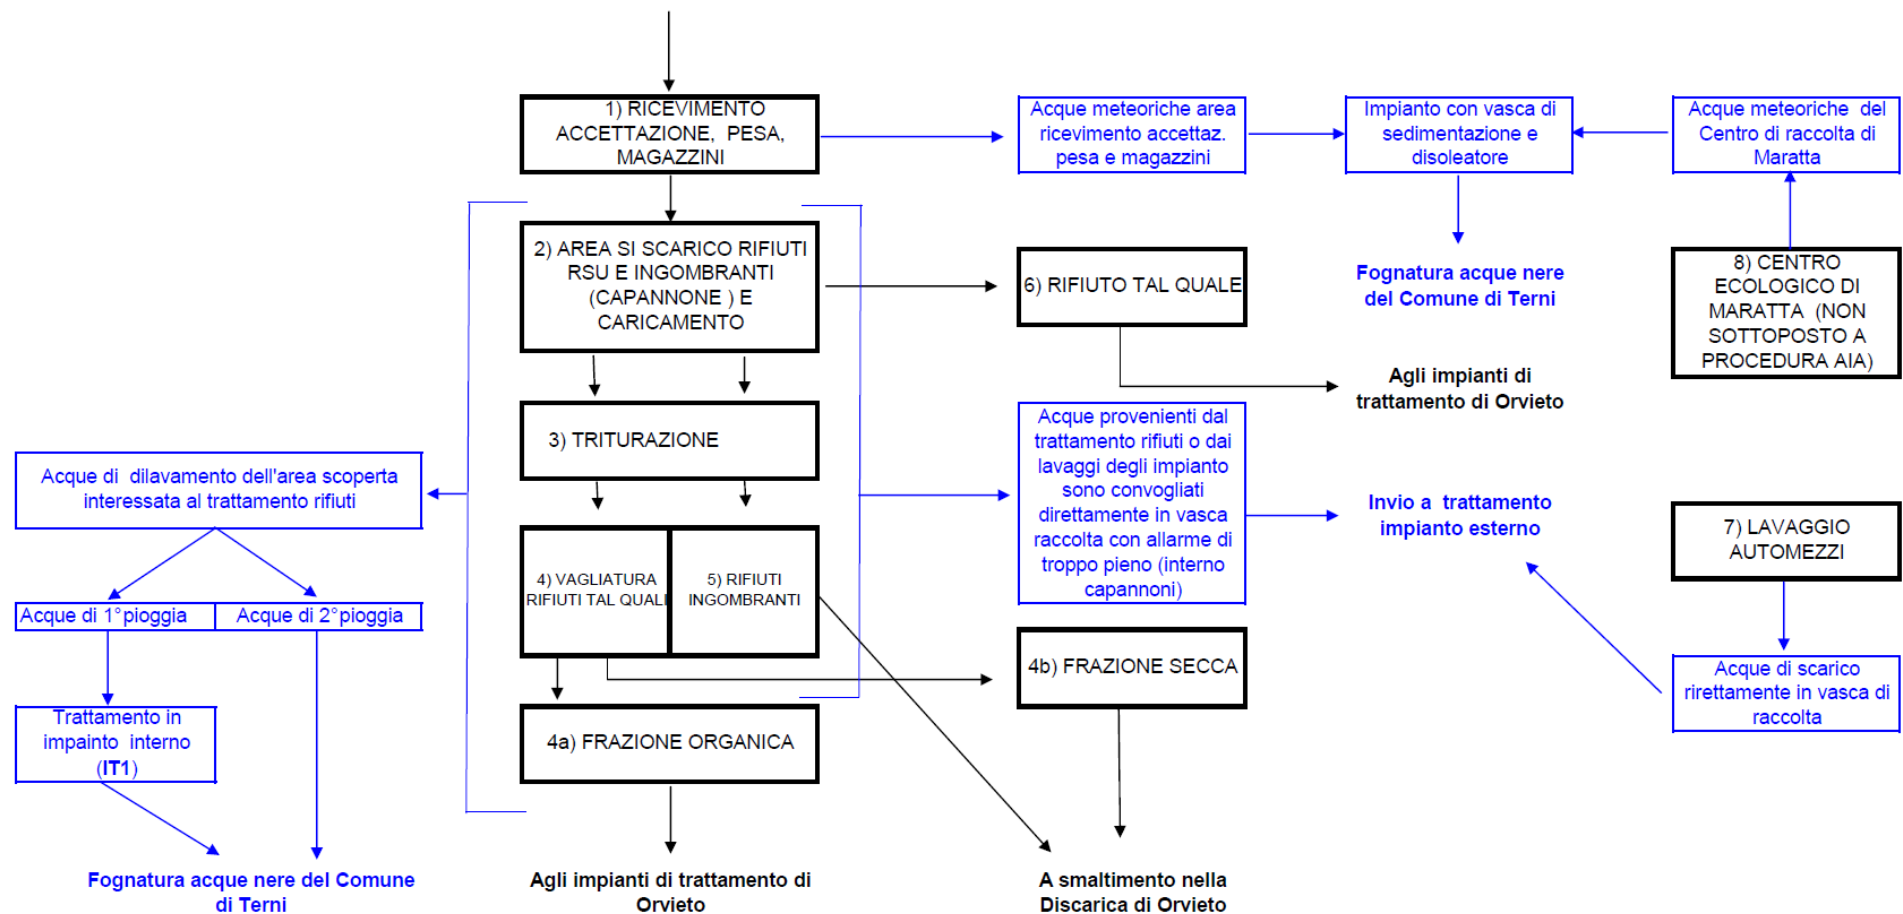 1) RICEVIMENTO
ACCETTAZIONE, PESA,
MAGAZZINI
Acque meteoriche area
ricevimento accettaz.
pesa e magazzini
Impianto con vasca di
sedimentazione e
disoleatore
Acque meteoriche del
Centro di raccolta di
Maratta
2) AREA SI SCARICO RIFIUTI
RSU E INGOMBRANTI
(CAPANNONE ) E
CARICAMENTO
6) RIFIUTO TAL QUALE
Fognatura acque nere
del Comune di Terni
8) CENTRO
ECOLOGICO DI
MARATTA (NON
SOTTOPOSTO A
PROCEDURA AIA)
Agli impianti di
trattamento di Orvieto
3) TRITURAZIONE
Acque provenienti dal
trattamento rifiuti o dai
lavaggi degli impianto
sono convogliati
direttamente in vasca
raccolta con allarme di
troppo pieno (interno
capannoni)
Acque di dilavamento dell'area scoperta
interessata al trattamento rifiuti
Invio a trattamento
impianto esterno
7) LAVAGGIO
AUTOMEZZI
4) VAGLIATURA
RIFIUTI TAL QUALI
5) RIFIUTI
INGOMBRANTI
Acque di 1°pioggia
Acque di 2°pioggia
4b) FRAZIONE SECCA
Acque di scarico
rirettamente in vasca di
raccolta
Trattamento in
impainto interno
(IT1)
4a) FRAZIONE ORGANICA
Fognatura acque nere del Comune
di Terni
Agli impianti di trattamento di
Orvieto
A smaltimento nella
Discarica di Orvieto